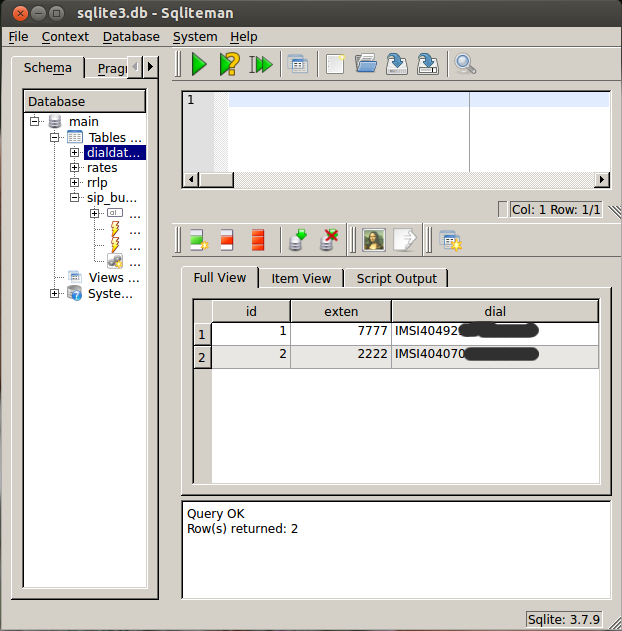 sqlite3.db - Sqliteman
File Context Database System Help
Schema Pragi
Database
main
Tables ...
dialdat...
rates
rrlp
sip_bu...
...
...
...
...
Views ...
Syste...
1
Col: 1 Row: 1/1
Full View Item View Script Output
id exten dial
1 1 7777 IMSI40492
2 2 2222 IMSI404070
Query OK
Row(s) returned: 2
Sqlite: 3.7.9